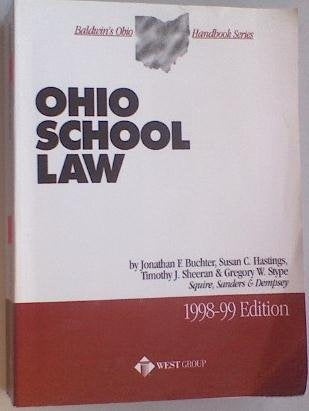 Baldwin's Ohio Handbook Series
OHIO
SCHOOL
LAW
by Jonathan F. Buchter, Susan C. Hastings,
Timothy J. Sheeran & Gregory W. Stype
Squire, Sanders & Dempsey
1998-99 Edition
WEST GROUP